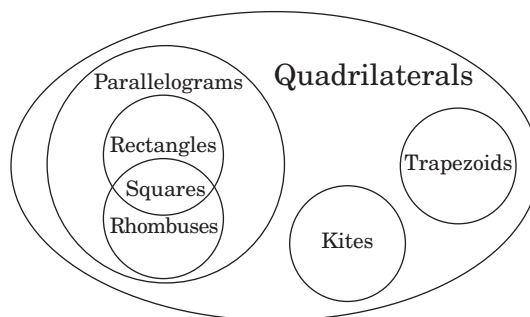 Quadrilaterals
Parallelograms
Rectangles
Squares
Rhombuses
Trapezoids
Kites